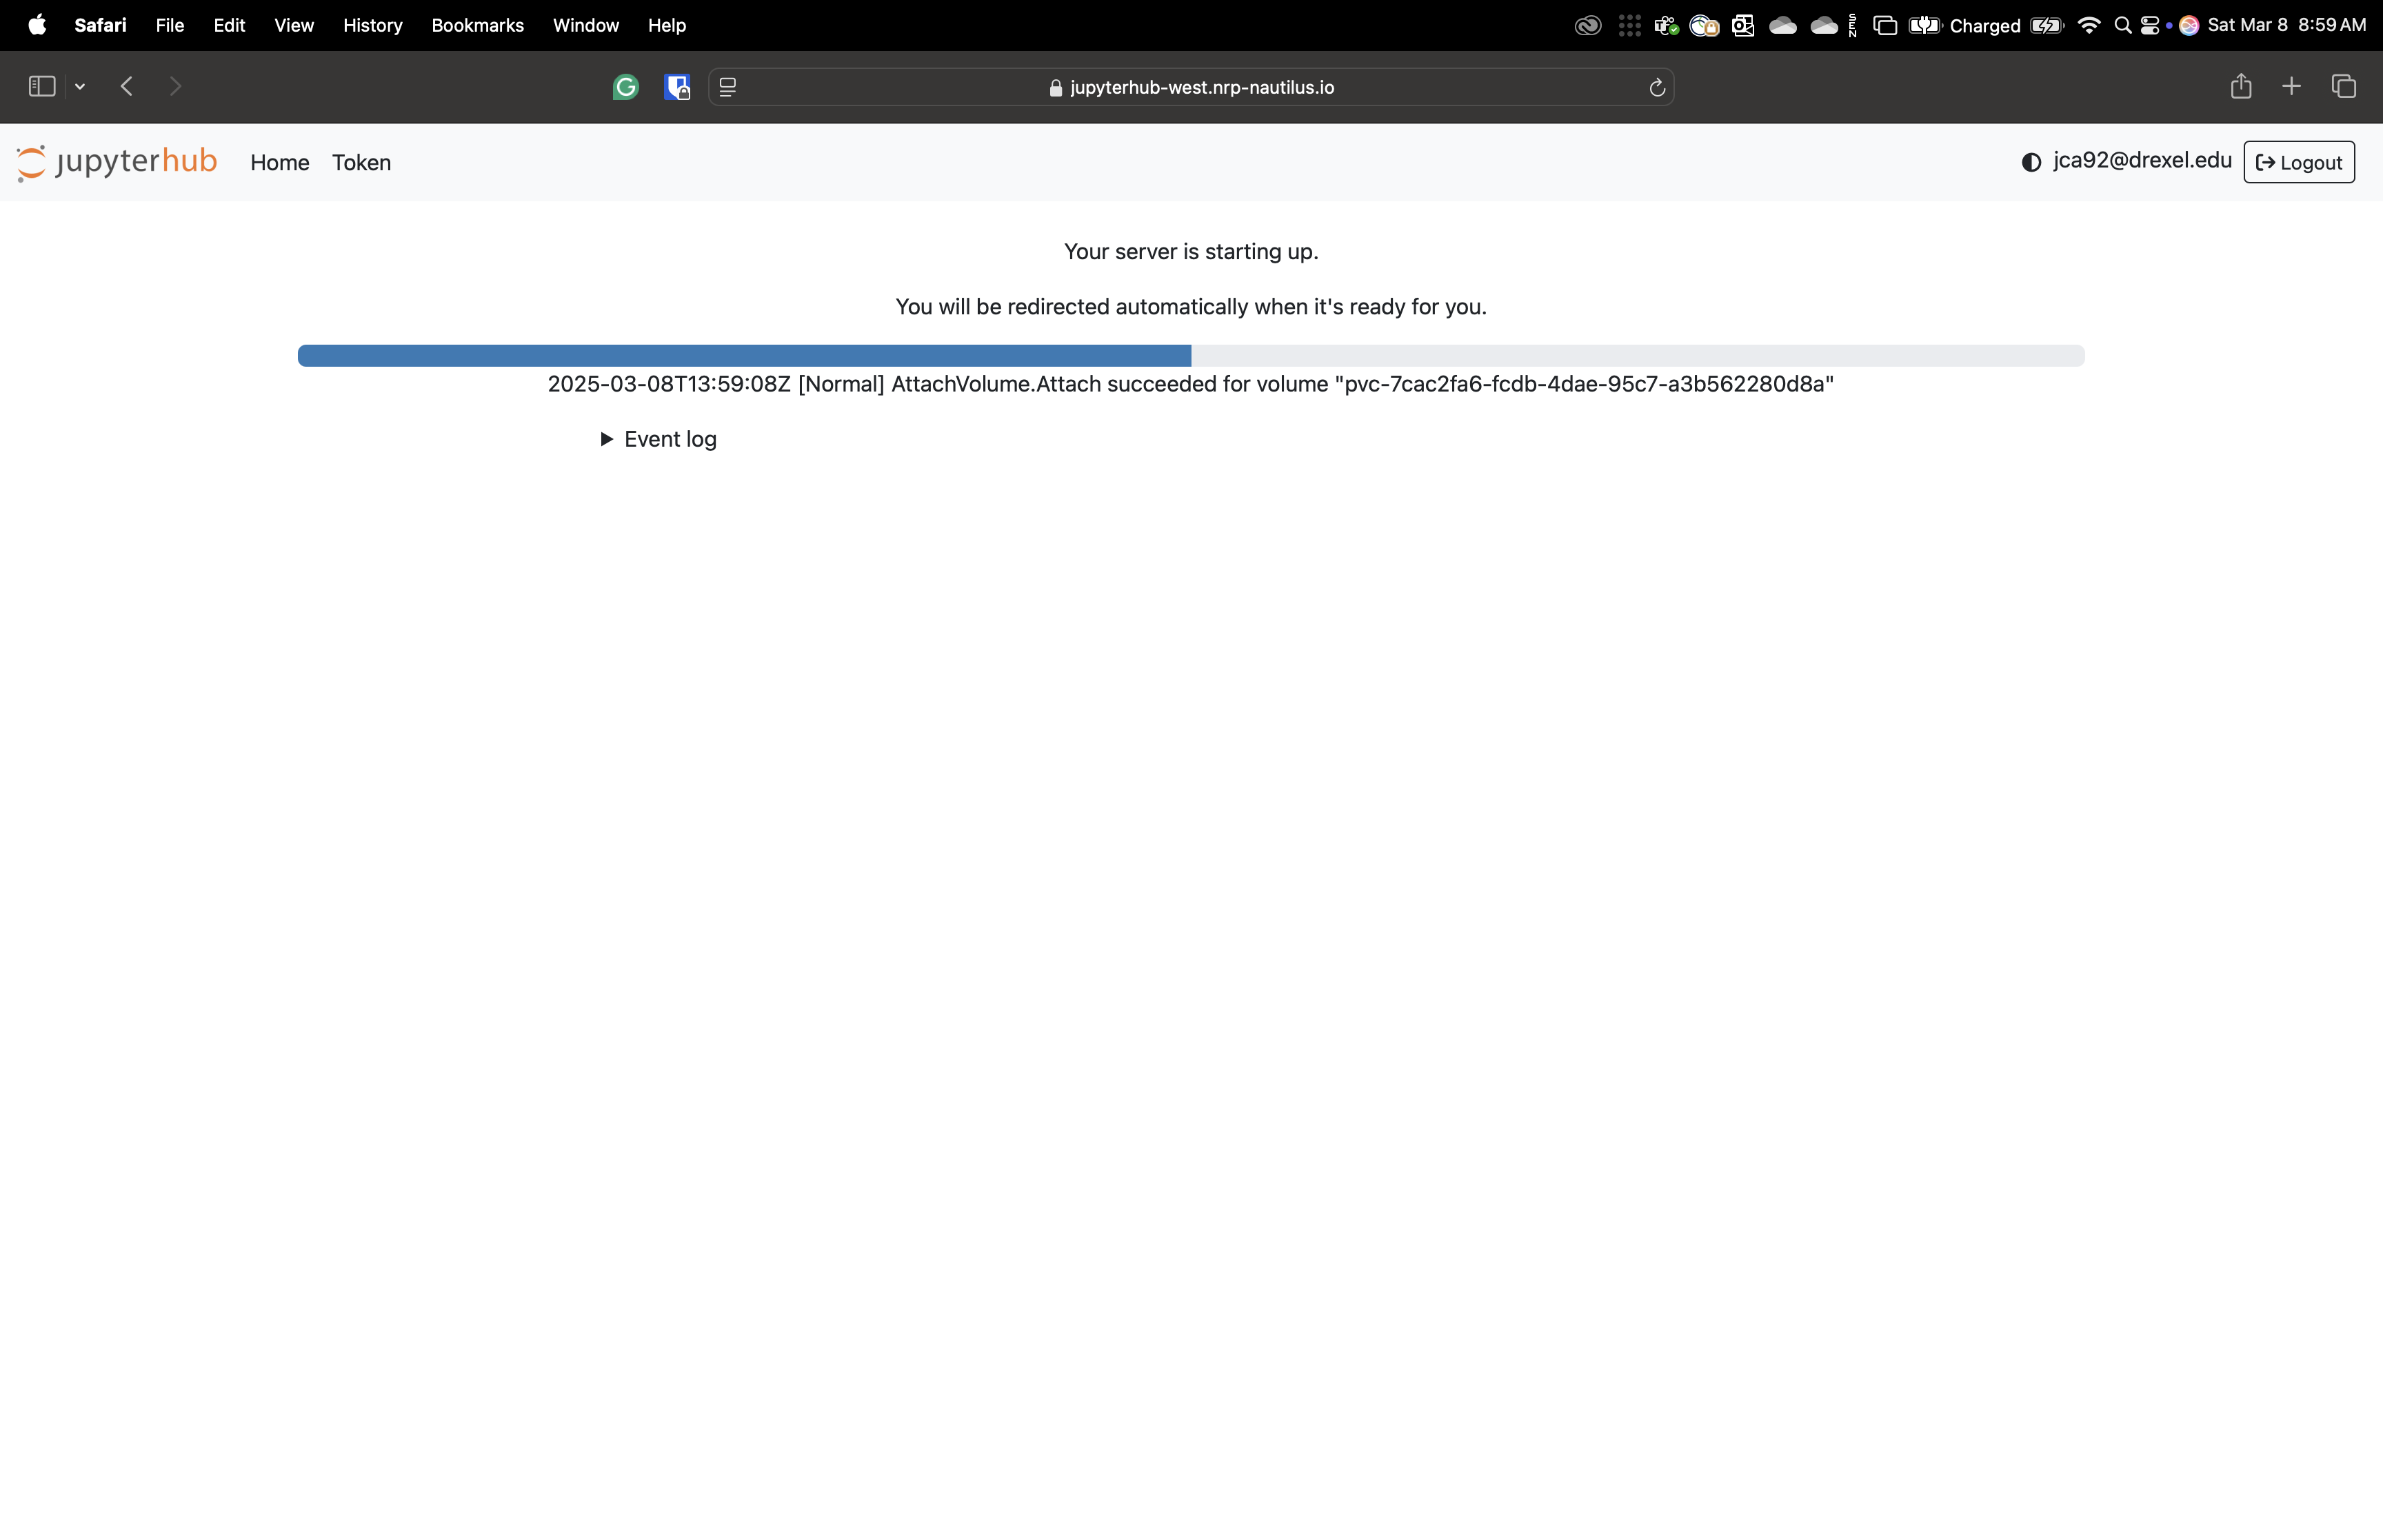 Safari File Edit View History Bookmarks Window Help SEN Charged Sat Mar 8 8:59 AM
jupyterhub-west.nrp-nautilus.io
jupyterhub Home Token jca92@drexel.edu Logout
Your server is starting up.
You will be redirected automatically when it's ready for you.
2025-03-08T13:59:08Z [Normal] AttachVolume.Attach succeeded for volume "pvc-7cac2fa6-fcdb-4dae-95c7-a3b562280d8a"
Event log